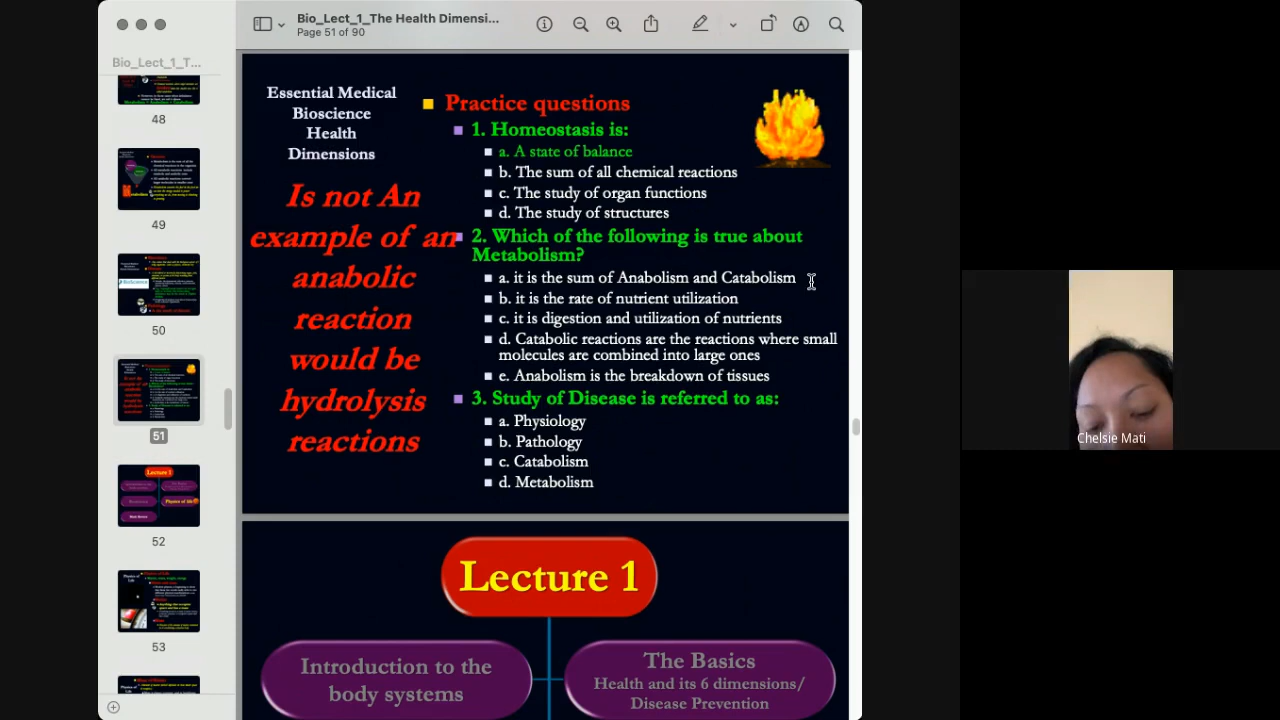 Bio_Lect_1_The Health Dimensi...
Page 51 of 90
Bio_Lect_1_T...
48
49
50
51
52
53
Essential Medical
Bioscience
Health
Dimensions
Is not An
example of an
anabolic
reaction
would be
hydrolysis
reactions
Practice questions
1. Homeostasis is:
a. A state of balance
b. The sum of all chemical reactions
c. The study of organ functions
d. The study of structures
2. Which of the following is true about
Metabolism?
a. it is the sum of Anabolism and Catabolism
b. it is the rate of nutrient utilization
c. it is digestion and utilization of nutrients
d. Catabolic reactions are the reactions where small
molecules are combined into large ones
e. Anabolic is the breakdown of tissues
3. Study of Disease is referred to as:
a. Physiology
b. Pathology
c. Catabolism
d. Metabolism
Lecture 1
Introduction to the
body systems
The Basics
Health and its 6 dimensions/
Disease Prevention
Chelsie Mati